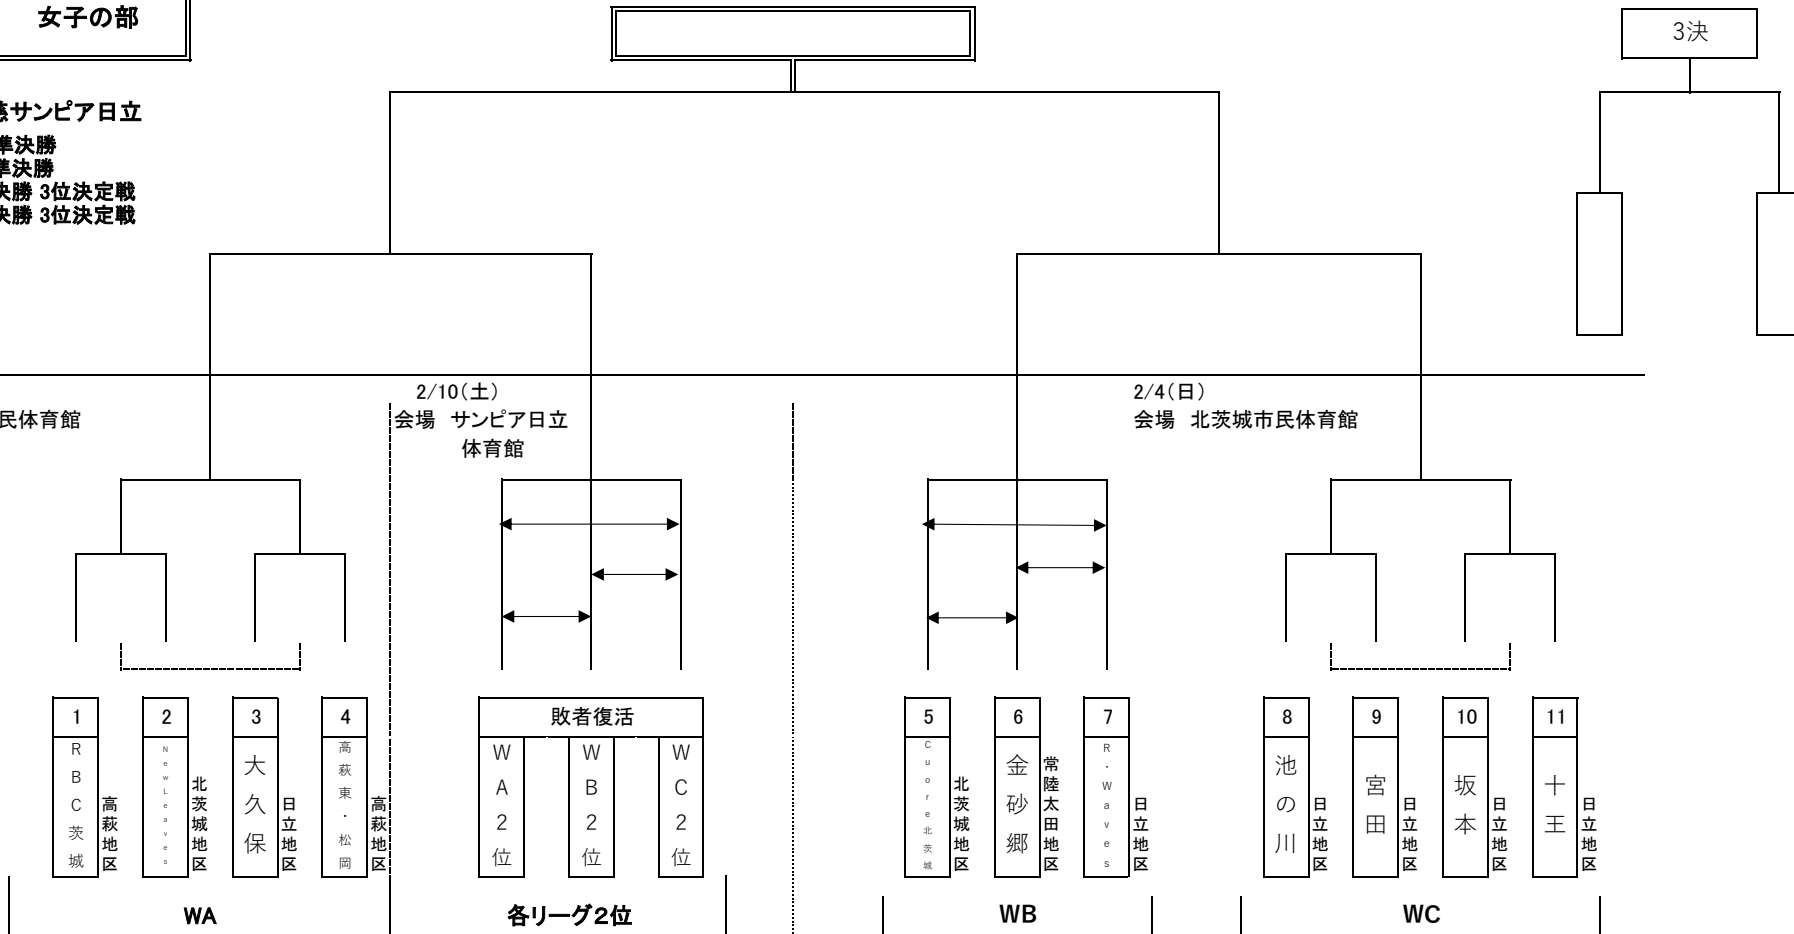 女子の部
3決
サンピア日立
準決勝
準決勝
決勝 3位決定戦
決勝 3位決定戦
民体育館
2/10(土)
会場 サンピア日立
体育館
2/4(日)
会場 北茨城市民体育館
1
RBC茨城
高萩地区
2
NewLeaves
北茨城地区
3
大久保
日立地区
4
高萩東・松岡
高萩地区
敗者復活
WA2位
WB2位
WC2位
5
Cuore北茨城
北茨城地区
6
金砂郷
常陸太田地区
7
R・Waves
日立地区
8
池の川
日立地区
9
宮田
日立地区
10
坂本
日立地区
11
十王
日立地区
WA
各リーグ2位
WB
WC